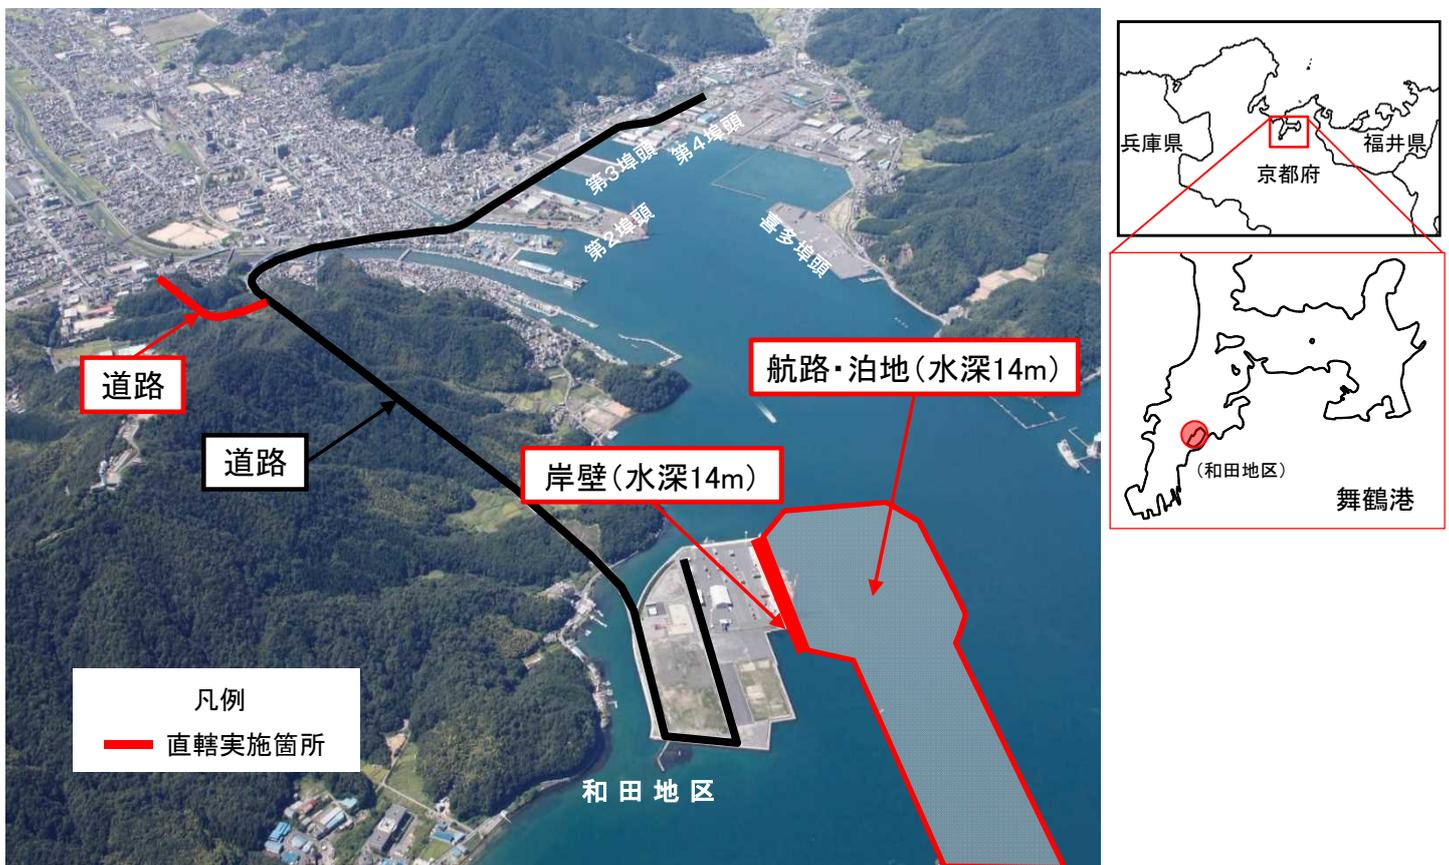 第3埠頭
第4埠頭
第2埠頭
喜多埠頭
道路
道路
航路・泊地(水深14m)
岸壁(水深14m)
凡例
直轄実施箇所
和田地区
兵庫県
京都府
福井県
(和田地区)
舞鶴港